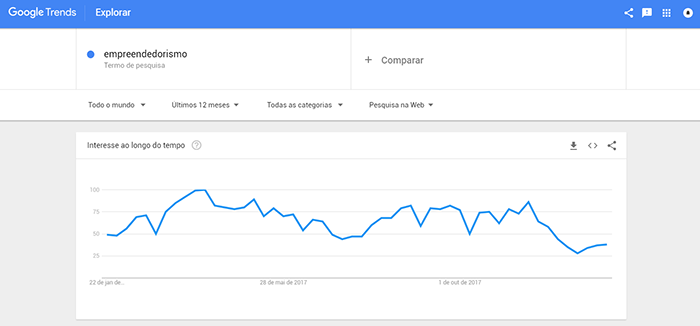 Google Trends Explorar
empreendedorismo
Termo de pesquisa
+ Comparar
Todo o mundo Últimos 12 meses Todas as categorias Pesquisa na Web
Interesse ao longo do tempo
100
75
50
25
22 de jan de... 28 de mai de 2017 1 de out de 2017